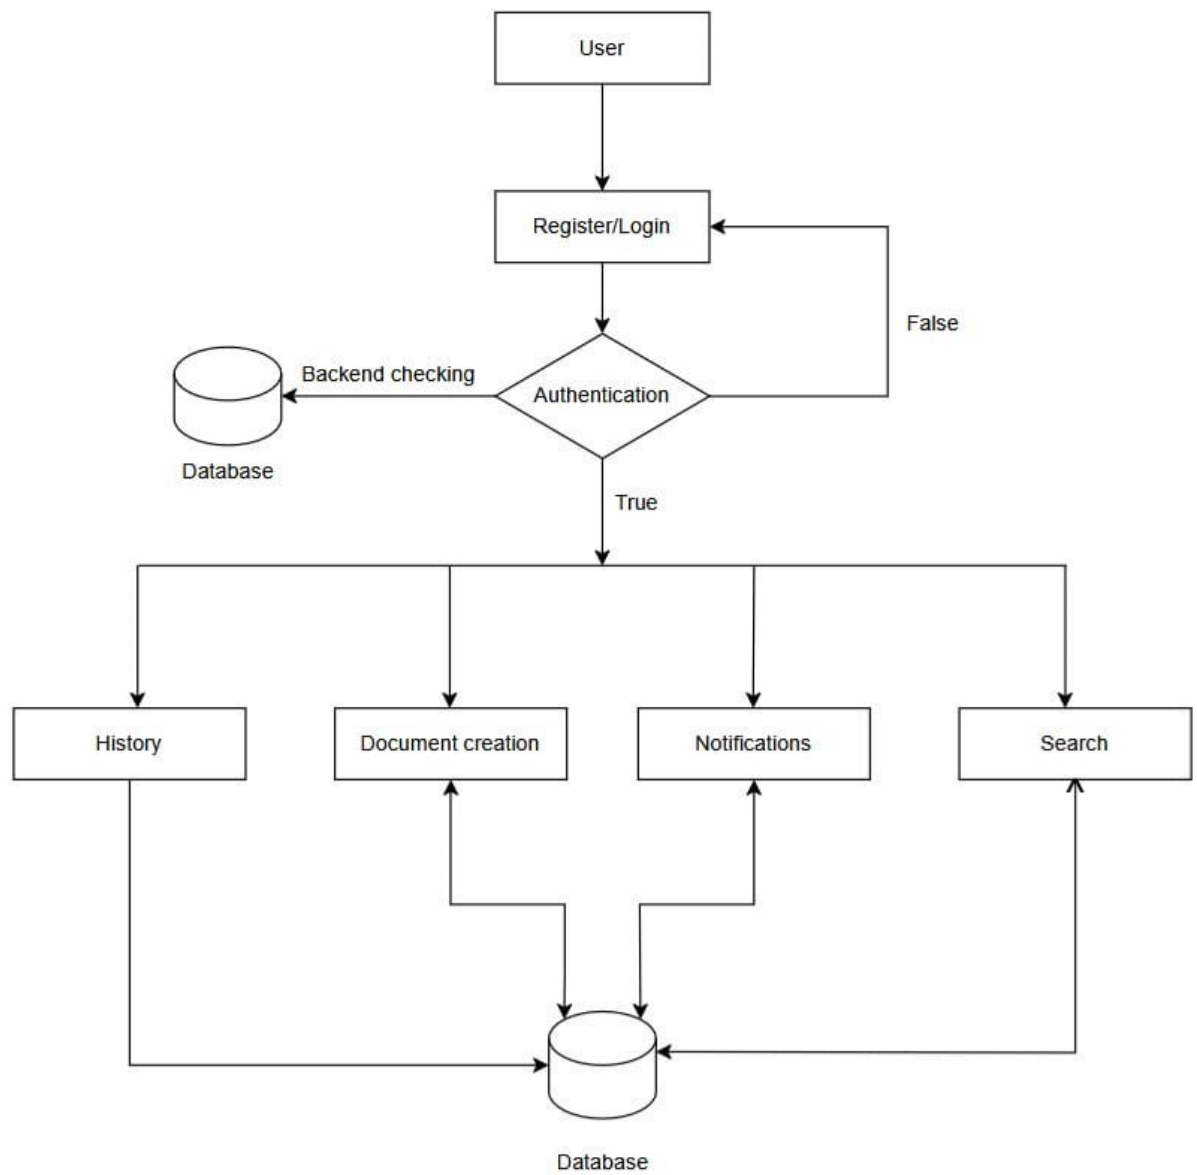 User
Register/Login
False
Backend checking
Authentication
Database
True
History
Document creation
Notifications
Search
Database